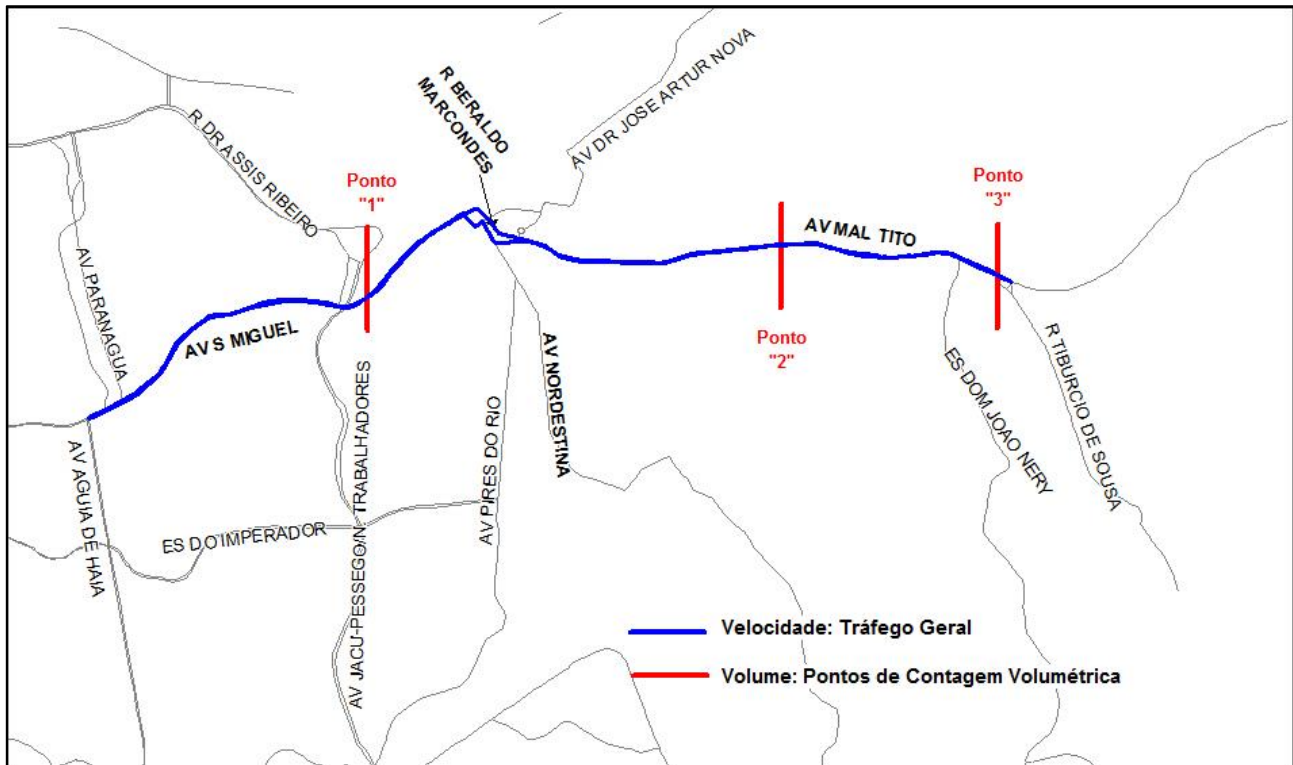 AV DR JOSE ARTUR NOVA
R BERALDO
MARCONDES
R DR ASSIS RIBEIRO
Ponto
"1"
Ponto
"3"
AV MAL TITO
AV PARANAGUA
AV S MIGUEL
Ponto
"2"
AV NORDESTINA
R TIBURCIO DE SOUSA
ES DOM JOAO NERY
AV PIRES DO RIO
AV JACU-PESSEGO/N. TRABALHADORES
AV AGUIA DE HAIA
ES DO IMPERADOR
Velocidade: Tráfego Geral
Volume: Pontos de Contagem Volumétrica